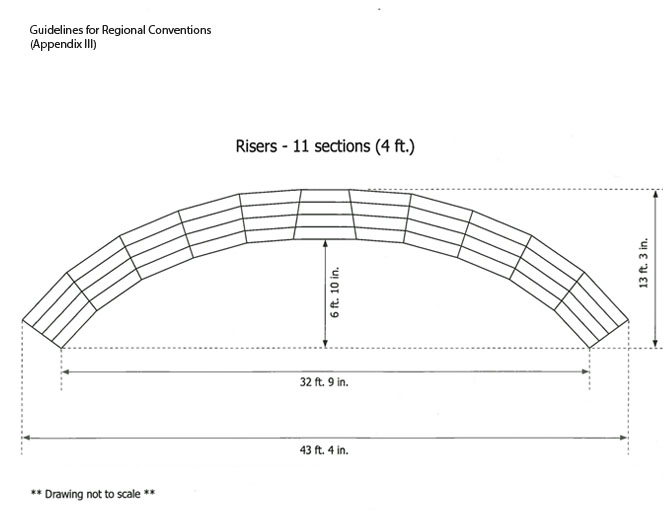 Guidelines for Regional Conventions
(Appendix III)
Risers - 11 sections (4 ft.)
6 ft. 10 in.
13 ft. 3 in.
32 ft. 9 in.
43 ft. 4 in.
** Drawing not to scale **